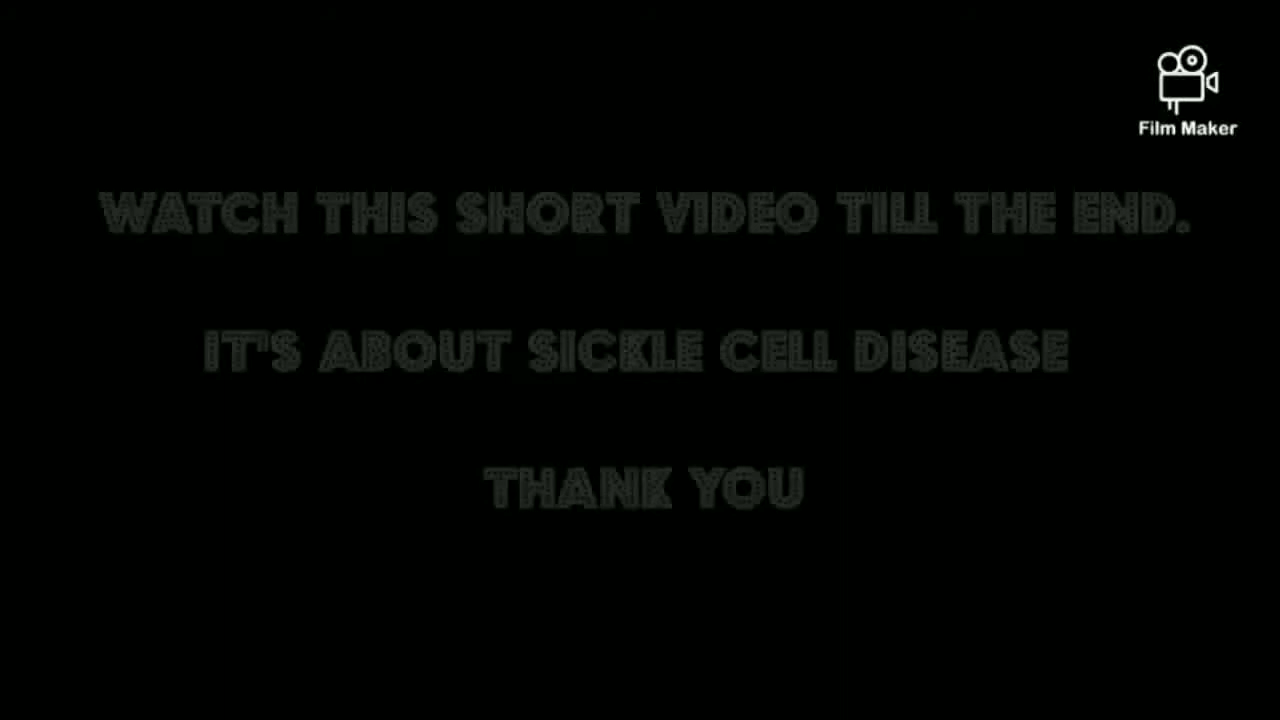 Film Maker
WATCH THIS SHORT VIDEO TILL THE END.
IT'S ABOUT SICKLE CELL DISEASE
THANK YOU